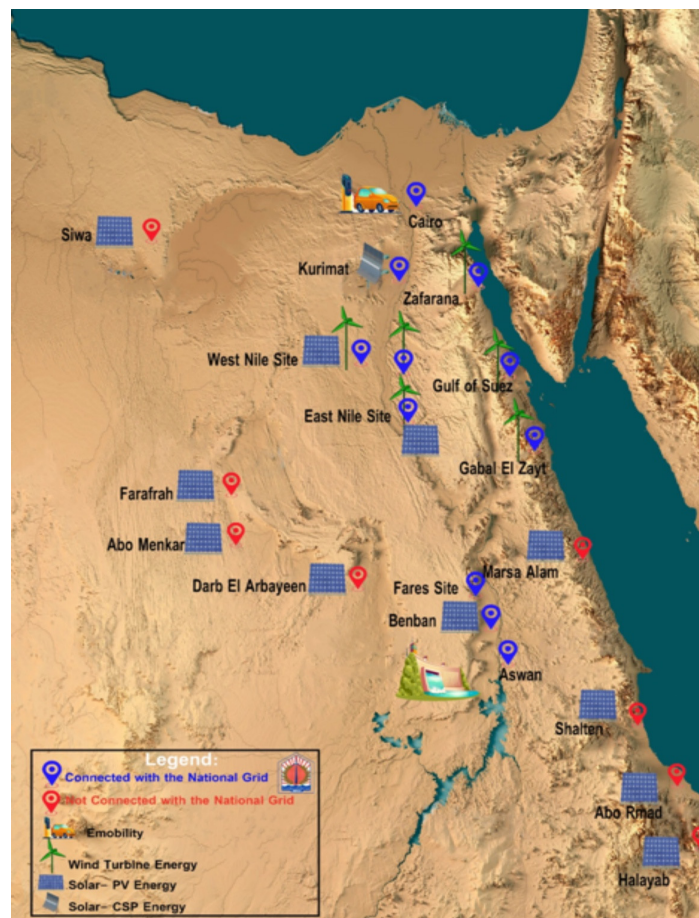 Cairo
Siwa
Kurimat
Zafarana
West Nile Site
Gulf of Suez
East Nile Site
Gabal El Zayt
Farafrah
Abo Menkar
Marsa Alam
Darb El Arbayeen
Fares Site
Benban
Aswan
Shalten
Abo Rmad
Halayab
Legend:
Connected with the National Grid
Not Connected with the National Grid
Emobility
Wind Turbine Energy
Solar– PV Energy
Solar– CSP Energy